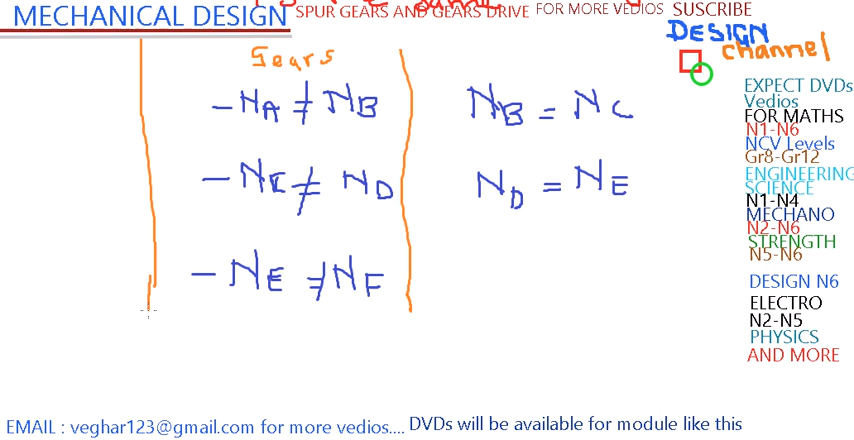 MECHANICAL DESIGN SPUR GEARS AND GEARS DRIVE FOR MORE VEDIOS SUBSCRIBE
DESIGN
channel
Gears
-NA ≠ NB NB = NC
-NC ≠ ND ND = NE
-NE ≠ NF
EXPECT DVDs
Vedios
FOR MATHS
N1-N6
NCV Levels
Gr8-Gr12
ENGINEERING
SCIENCE
N1-N4
MECHANO
N2-N6
STRENGTH
N5-N6
DESIGN N6
ELECTRO
N2-N5
PHYSICS
AND MORE
EMAIL : veghar123@gmail.com for more vedios.... DVDs will be available for module like this